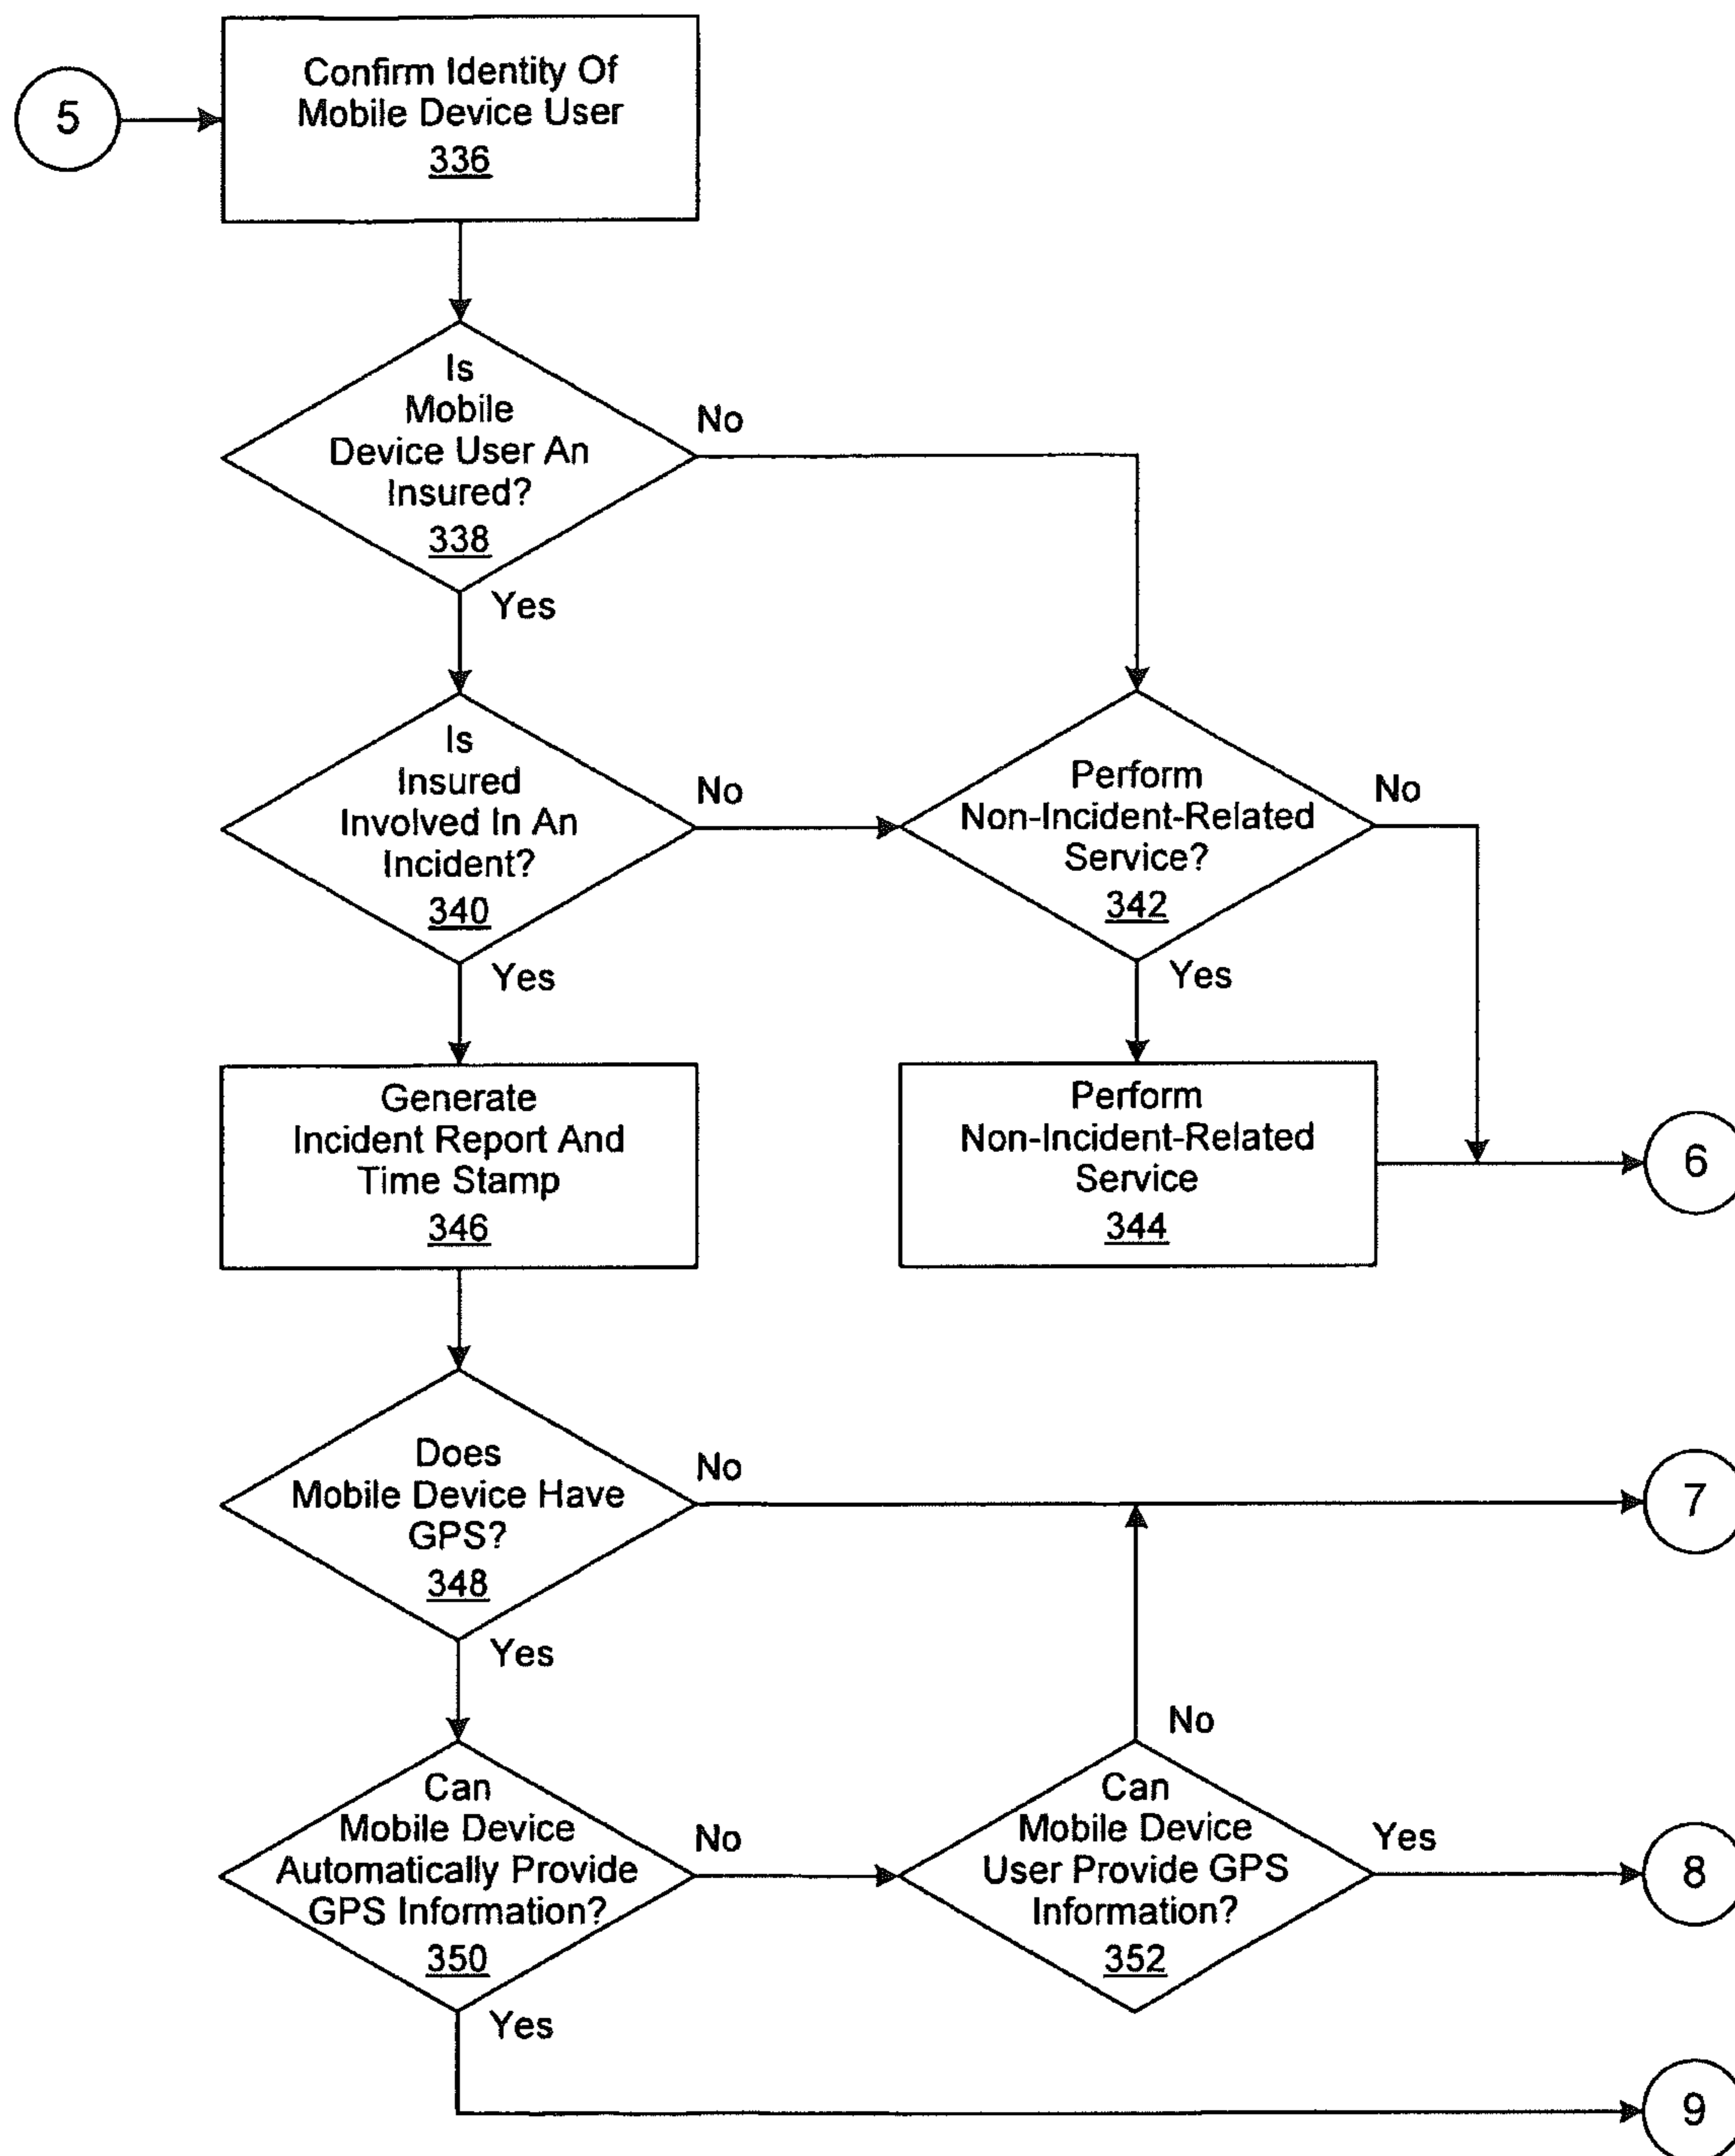 5
Confirm Identity Of
Mobile Device User
336
Is
Mobile
Device User An
Insured?
338
No
Yes
Is
Insured
Involved In An
Incident?
340
No
Yes
Perform
Non-Incident-Related
Service?
342
No
Yes
Generate
Incident Report And
Time Stamp
346
Perform
Non-Incident-Related
Service
344
6
Does
Mobile Device Have
GPS?
348
No
7
Yes
Can
Mobile Device
Automatically Provide
GPS Information?
350
No
Yes
No
Can
Mobile Device
User Provide GPS
Information?
352
Yes
8
9